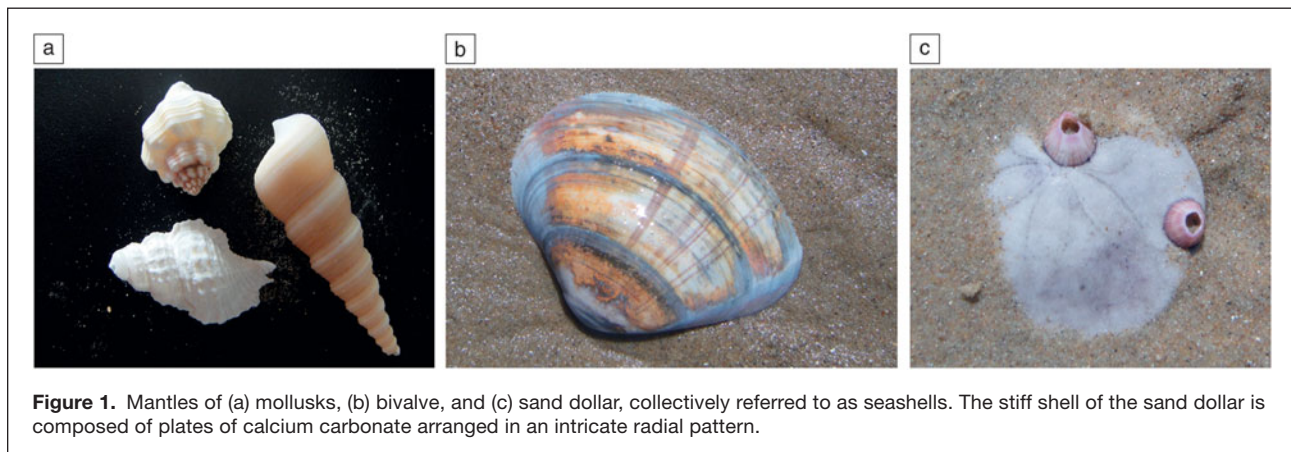 a
b
c
Figure 1. Mantles of (a) mollusks, (b) bivalve, and (c) sand dollar, collectively referred to as seashells. The stiff shell of the sand dollar is
composed of plates of calcium carbonate arranged in an intricate radial pattern.